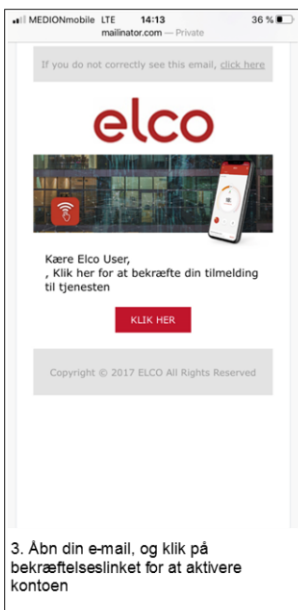 MEDIONmobile LTE 14:13 36 %
mailinator.com — Private
If you do not correctly see this email, click here
elco
Kære Elco User,
, Klik her for at bekræfte din tilmelding
til tjenesten
KLIK HER
Copyright © 2017 ELCO All Rights Reserved
3. Åbn din e-mail, og klik på
bekræftelseslinket for at aktivere
kontoen